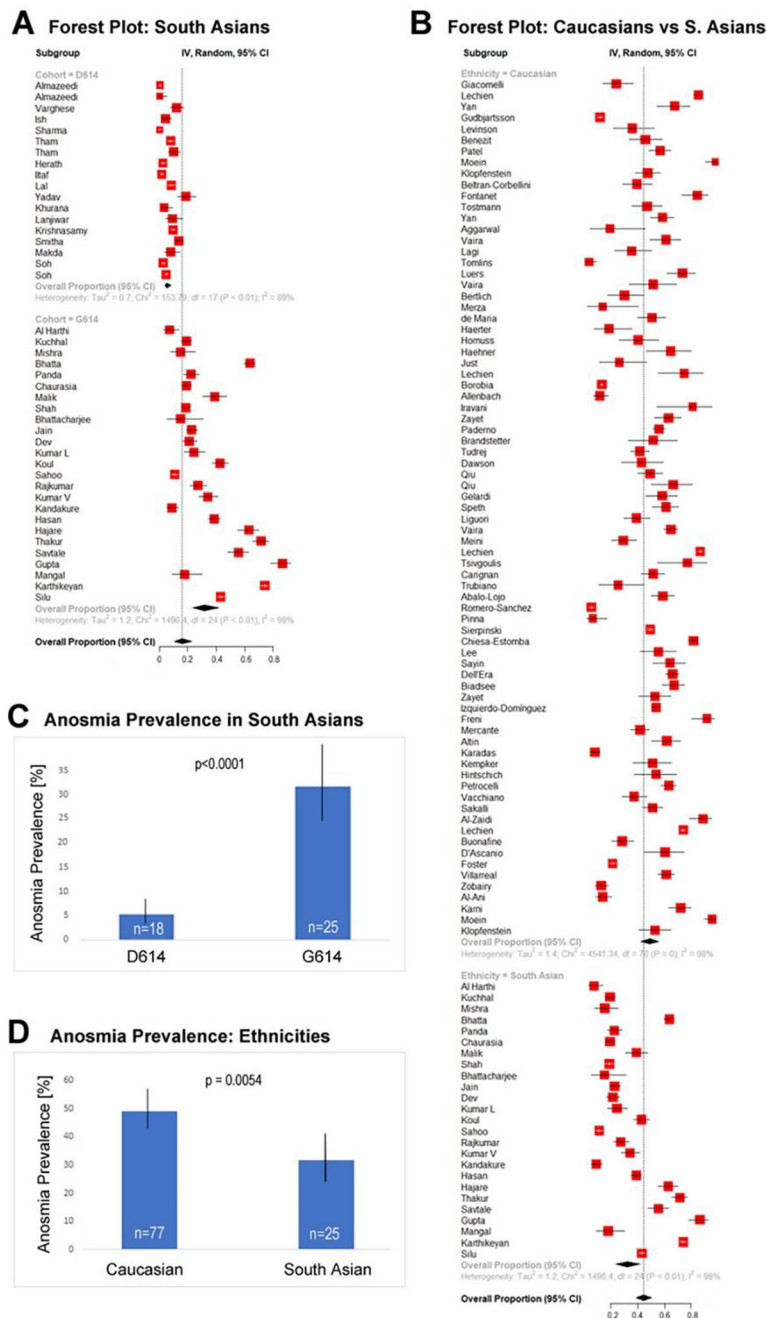 A Forest Plot: South Asians
Subgroup IV, Random, 95% CI
Cohort = D614
Almazeedi
Almazeedi
Varghese
Ish
Sharma
Tham
Tham
Herath
Iltaf
Lal
Yadav
Khurana
Lanjiwar
Krishnasamy
Smitha
Makda
Soh
Soh
Overall Proportion (95% CI)
Heterogeneity: Tau² = 0.7; Chi² = 153.79, df = 17 (P < 0.01); I² = 89%
Cohort = G614
Al Harthi
Kuchhal
Mishra
Bhatta
Panda
Chaurasia
Malik
Shah
Bhattacharjee
Jain
Dev
Kumar L
Koul
Sahoo
Rajkumar
Kumar V
Kandakure
Hasan
Hajare
Thakur
Savtale
Gupta
Mangal
Karthikeyan
Silu
Overall Proportion (95% CI)
Heterogeneity: Tau² = 1.2; Chi² = 1496.4, df = 24 (P < 0.01); I² = 98%
Overall Proportion (95% CI)
0 0.2 0.4 0.6 0.8
B Forest Plot: Caucasians vs S. Asians
Subgroup IV, Random, 95% CI
Ethnicity = Caucasian
Giacomelli
Lechien
Yan
Gudbjartsson
Levinson
Benezit
Patel
Moein
Klopfenstein
Beltran-Corbellini
Fontanet
Tostmann
Yan
Aggarwal
Vaira
Lagi
Tomlins
Luers
Vaira
Bertlich
Merza
de Maria
Haerter
Hornuss
Haehner
Just
Lechien
Borobia
Allenbach
Iravani
Zayet
Paderno
Brandstetter
Tudrej
Dawson
Qiu
Qiu
Gelardi
Speth
Liguori
Vaira
Meini
Lechien
Tsivgoulis
Carignan
Trubiano
Abalo-Lojo
Romero-Sanchez
Pinna
Sierpinski
Chiesa-Estomba
Lee
Sayin
Dell'Era
Biadsee
Zayet
Izquierdo-Domínguez
Freni
Mercante
Altin
Karadas
Kempker
Hintschich
Petrocelli
Vacchiano
Sakalli
Al-Zaidi
Lechien
Buonafine
D'Ascanio
Foster
Villarreal
Zobairy
Al-Ani
Karni
Moein
Klopfenstein
Overall Proportion (95% CI)
Heterogeneity: Tau² = 1.4; Chi² = 4541.34, df = 76 (P = 0); I² = 98%
Ethnicity = South Asian
Al Harthi
Kuchhal
Mishra
Bhatta
Panda
Chaurasia
Malik
Shah
Bhattacharjee
Jain
Dev
Kumar L
Koul
Sahoo
Rajkumar
Kumar V
Kandakure
Hasan
Hajare
Thakur
Savtale
Gupta
Mangal
Karthikeyan
Silu
Overall Proportion (95% CI)
Heterogeneity: Tau² = 1.2; Chi² = 1496.4, df = 24 (P < 0.01); I² = 98%
Overall Proportion (95% CI)
0.2 0.4 0.6 0.8
C Anosmia Prevalence in South Asians
Anosmia Prevalence [%]
p<0.0001
35
30
25
20
15
10
5
0
n=18 n=25
D614 G614
D Anosmia Prevalence: Ethnicities
Anosmia Prevalence [%]
p = 0.0054
60
50
40
30
20
10
0
n=77 n=25
Caucasian South Asian